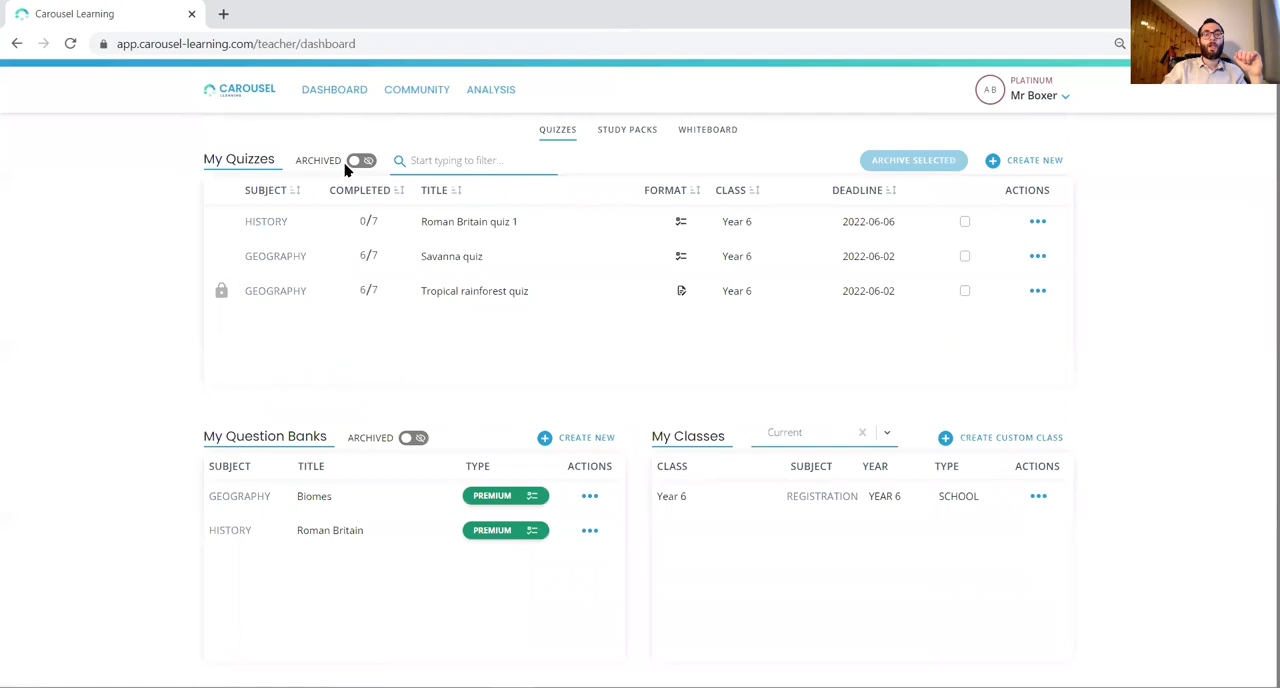 Carousel Learning
app.carousel-learning.com/teacher/dashboard
CAROUSEL
LEARNING
DASHBOARD COMMUNITY ANALYSIS
A B
PLATINUM
Mr Boxer
QUIZZES STUDY PACKS WHITEBOARD
My Quizzes ARCHIVED Start typing to filter... ARCHIVE SELECTED CREATE NEW
SUBJECT COMPLETED TITLE FORMAT CLASS DEADLINE ACTIONS
HISTORY 0/7 Roman Britain quiz 1 Year 6 2022-06-06
GEOGRAPHY 6/7 Savanna quiz Year 6 2022-06-02
GEOGRAPHY 6/7 Tropical rainforest quiz Year 6 2022-06-02
My Question Banks ARCHIVED CREATE NEW
SUBJECT TITLE TYPE ACTIONS
GEOGRAPHY Biomes PREMIUM
HISTORY Roman Britain PREMIUM
My Classes Current CREATE CUSTOM CLASS
CLASS SUBJECT YEAR TYPE ACTIONS
Year 6 REGISTRATION YEAR 6 SCHOOL